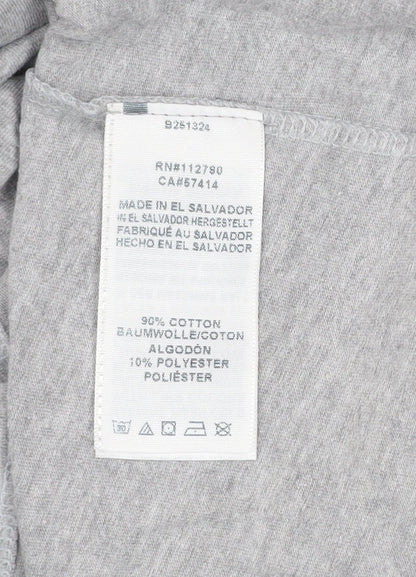 B251324
RN#112790
CA#57414
MADE IN EL SALVADOR
IN EL SALVADOR HERGESTELLT
FABRIQUÉ AU SALVADOR
HECHO EN EL SALVADOR
90% COTTON
BAUMWOLLE/COTON
ALGODÓN
10% POLYESTER
POLIÉSTER
30